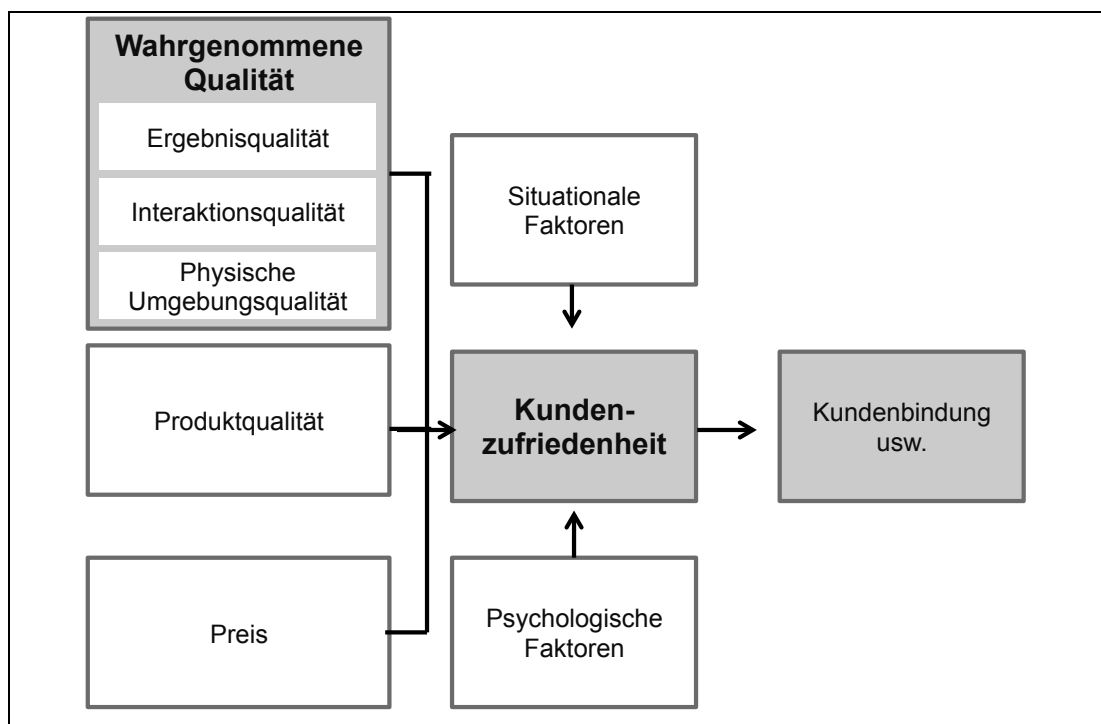 Wahrgenommene
Qualität
Ergebnisqualität
Interaktionsqualität
Physische
Umgebungsqualität
Situationale
Faktoren
Produktqualität
Kunden-
zufriedenheit
Kundenbindung
usw.
Preis
Psychologische
Faktoren